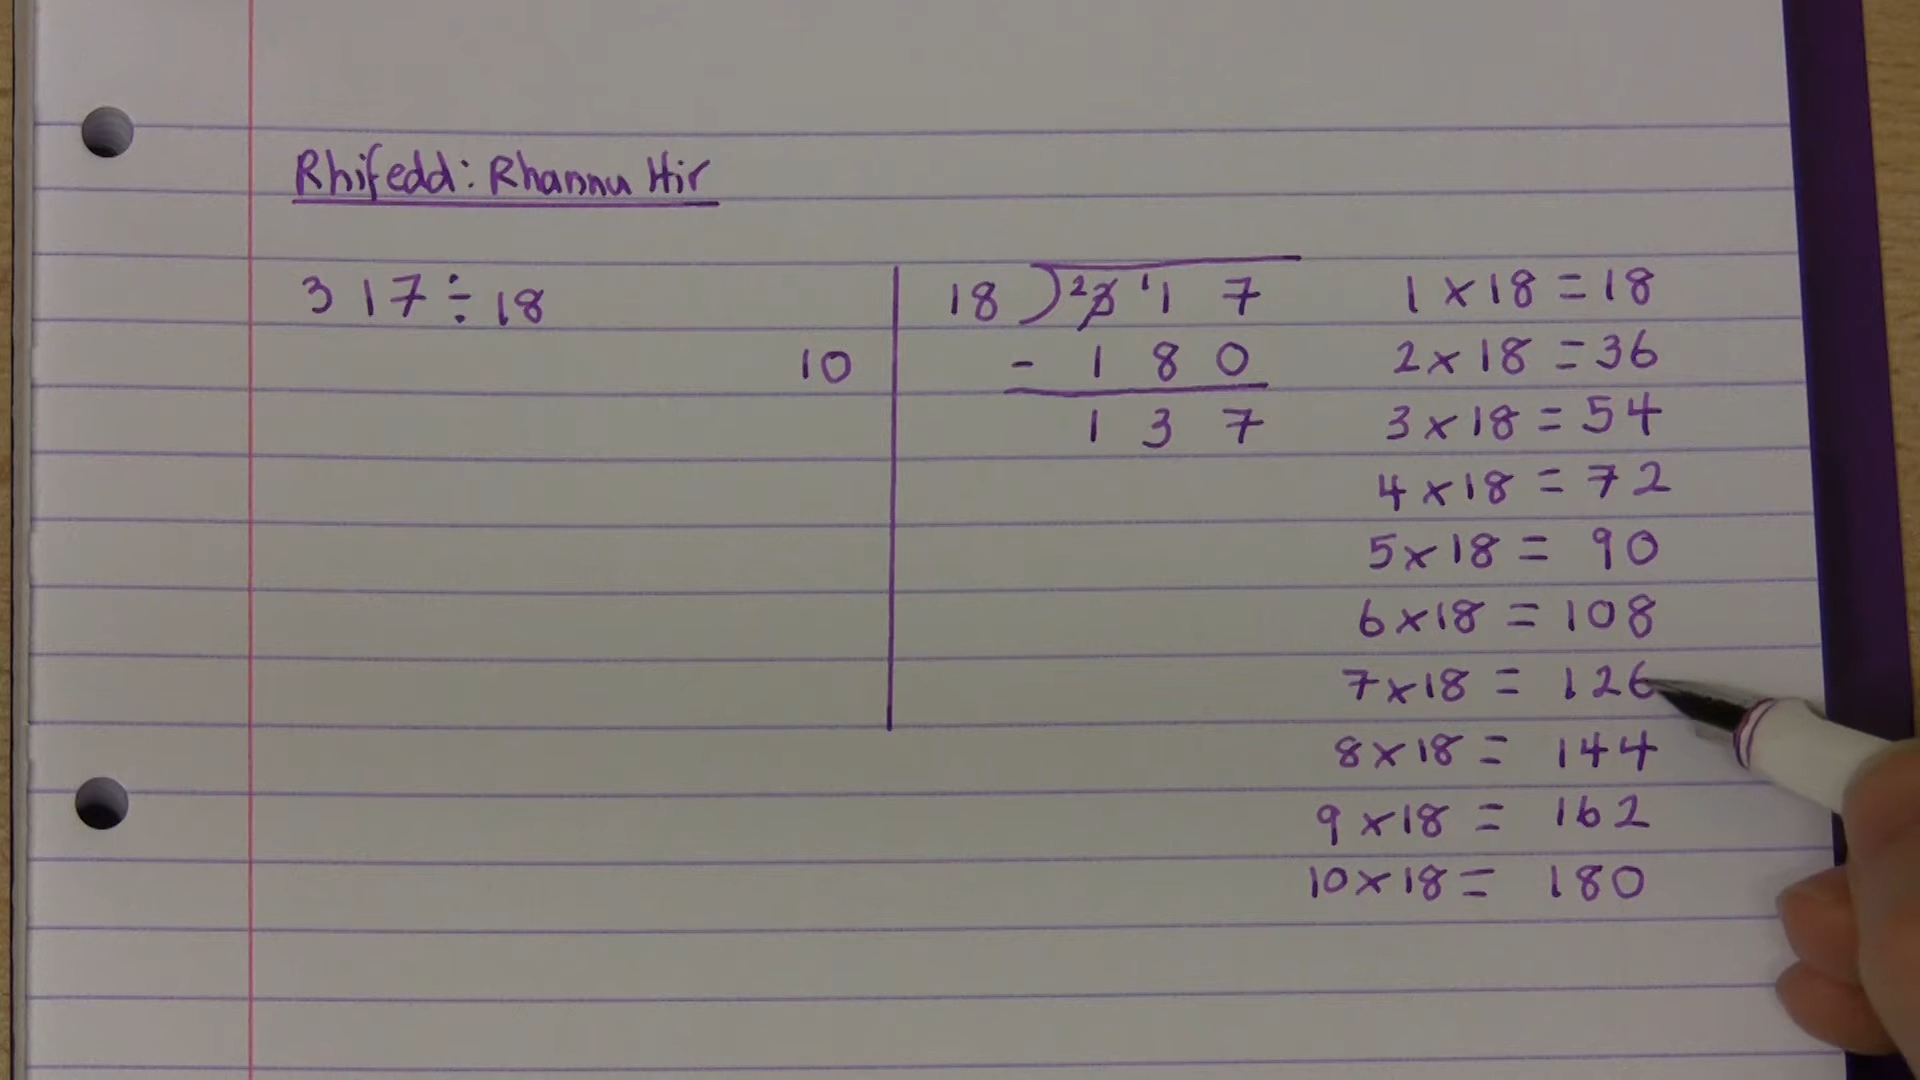 Rhifedd: Rhannu Hir
317 ÷ 18
18 ) 2 3 1 1 7
10 - 1 8 0
1 3 7
1 × 18 = 18
2 × 18 = 36
3 × 18 = 54
4 × 18 = 72
5 × 18 = 90
6 × 18 = 108
7 × 18 = 126
8 × 18 = 144
9 × 18 = 162
10 × 18 = 180